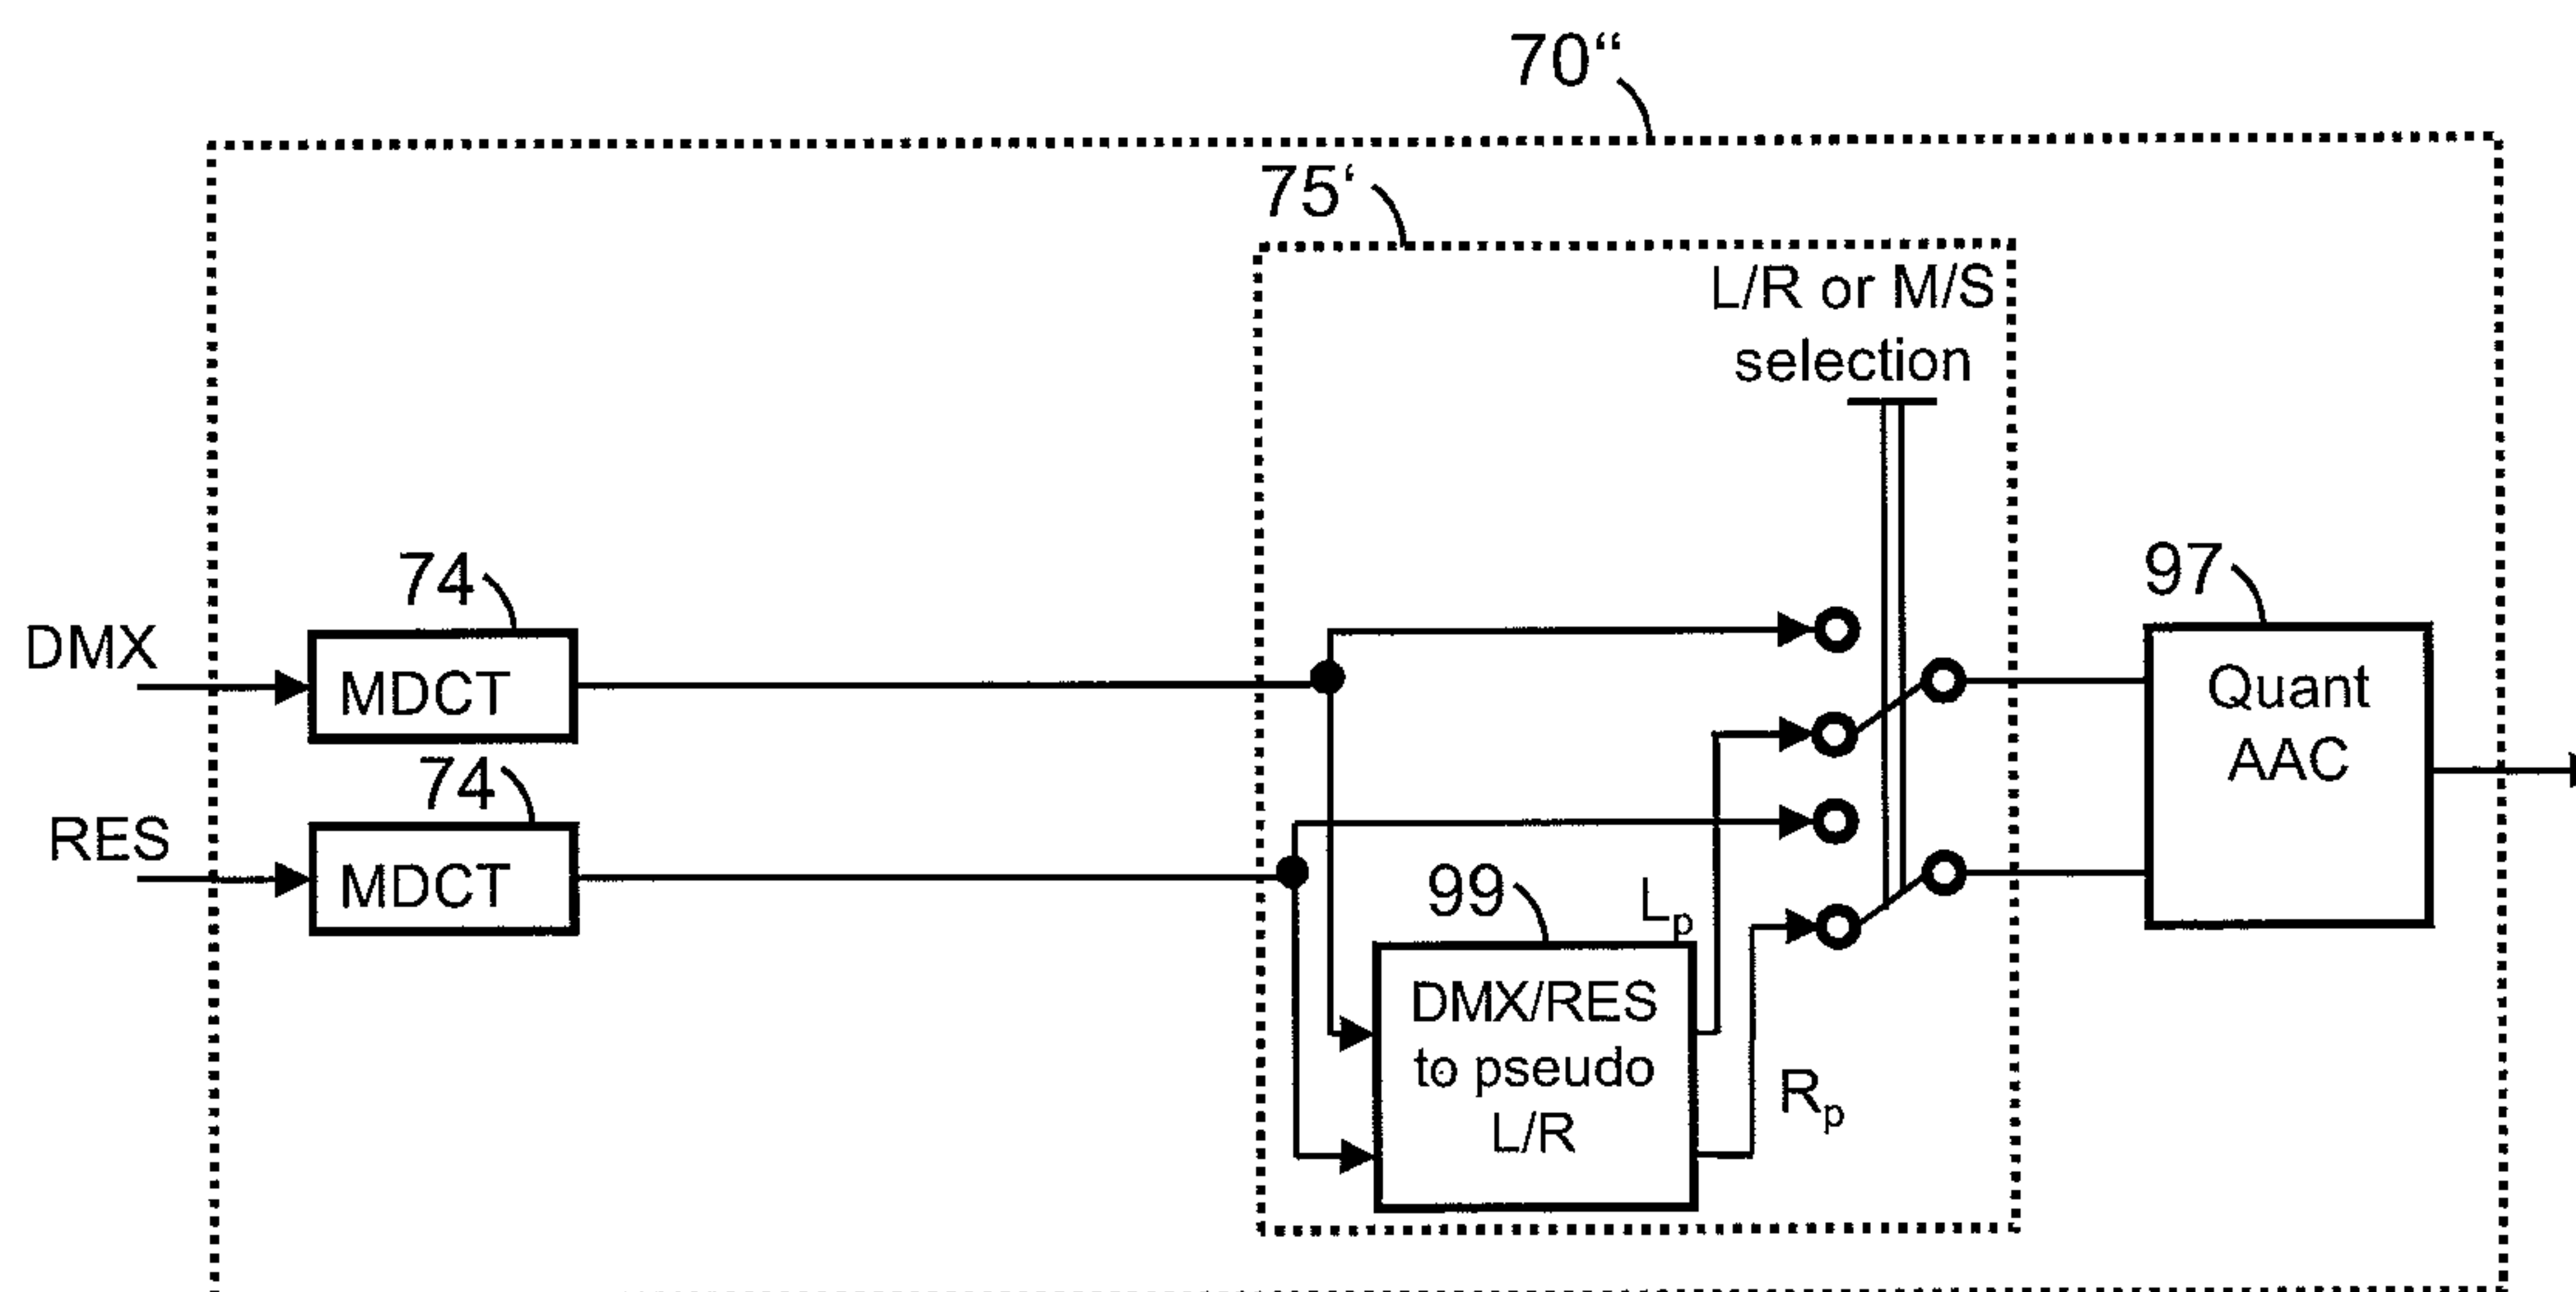 70“
75‘
L/R or M/S
selection
74
DMX
MDCT
74
RES
MDCT
97
Quant
AAC
99
Lp
DMX/RES
to pseudo
L/R
Rp